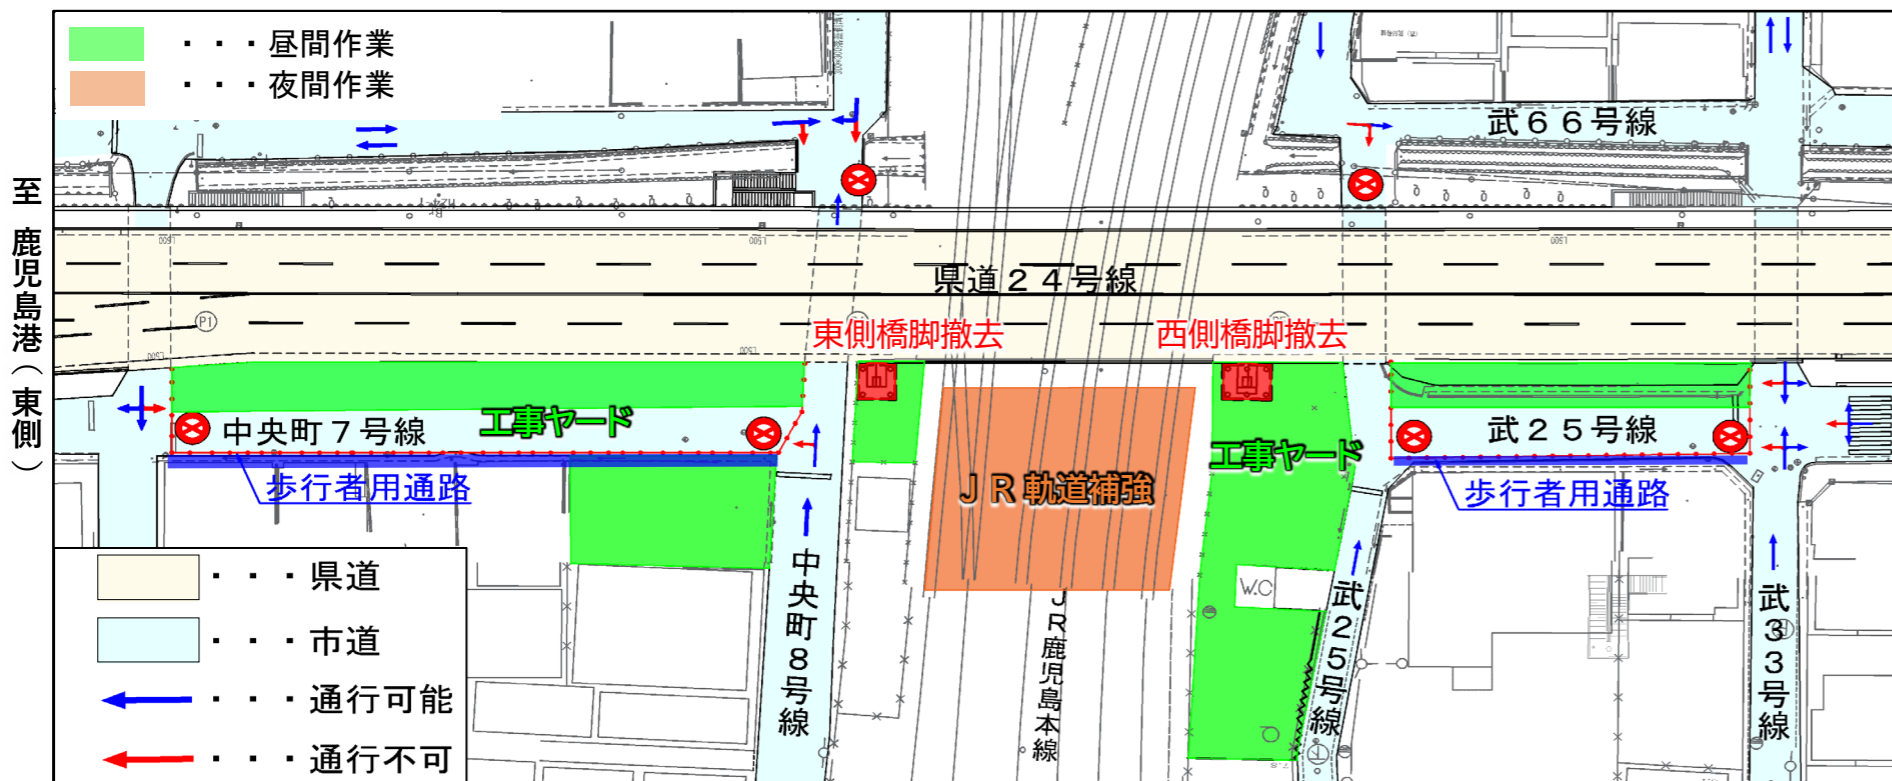 ・・・昼間作業
・・・夜間作業
武６６号線
至 鹿児島港（東側）
県道２４号線
P1
東側橋脚撤去
西側橋脚撤去
中央町７号線
工事ヤード
工事ヤード
武２５号線
歩行者用通路
ＪＲ軌道補強
歩行者用通路
中央町８号線
W.C
武２５号線
武３３号線
ＪＲ鹿児島本線
・・・県道
・・・市道
・・・通行可能
・・・通行不可